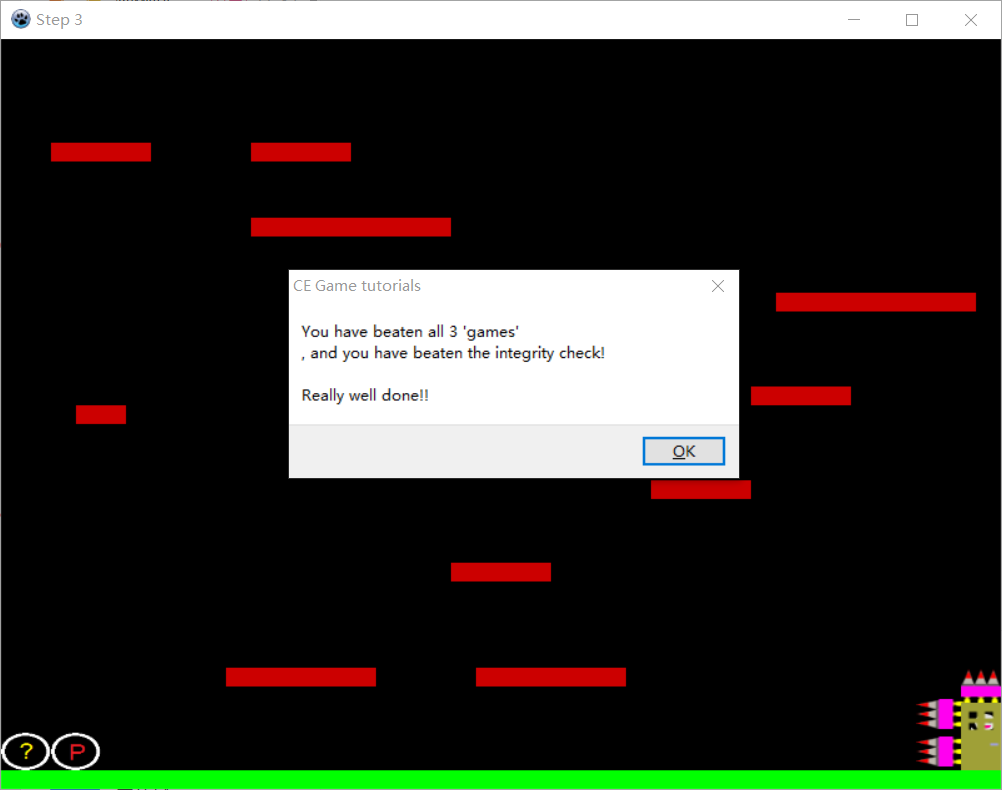 Step 3
CE Game tutorials
You have beaten all 3 'games'
, and you have beaten the integrity check!
Really well done!!
OK
? P